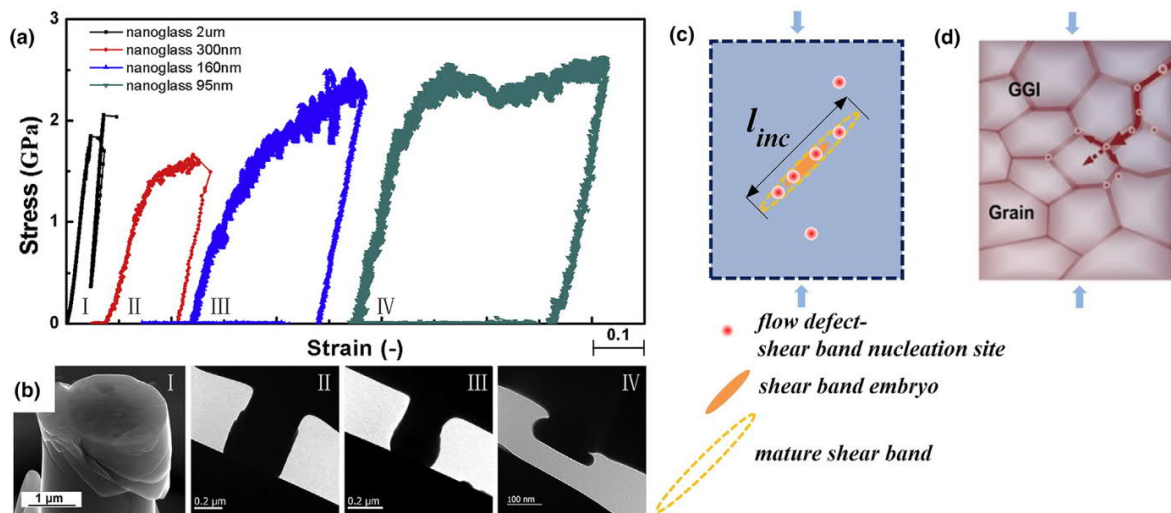 (a)
3
2
1
0
Stress (GPa)
nanoglass 2um
nanoglass 300nm
nanoglass 160nm
nanoglass 95nm
I
II
III
IV
Strain (-)
0.1
(b)
I
1 µm
II
0.2 µm
III
0.2 µm
IV
100 nm
(c)
linc
flow defect-
shear band nucleation site
shear band embryo
mature shear band
(d)
GGI
Grain